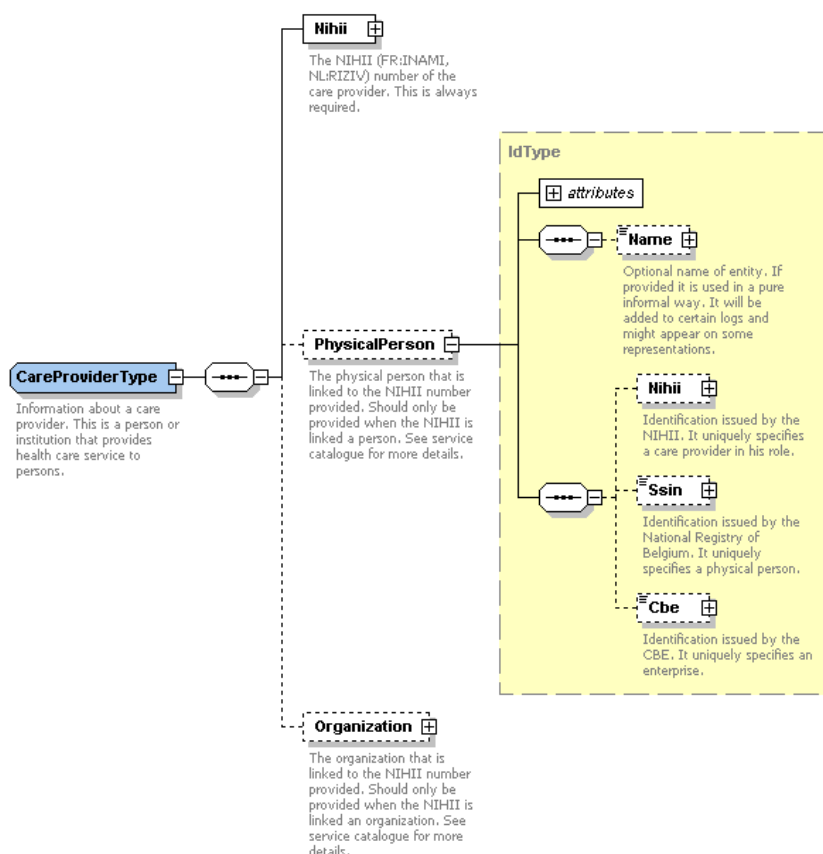 Nihii
The NIHII (FR:INAMI,
NL:RIZIV) number of the
care provider. This is always
required.
IdType
attributes
Name
Optional name of entity. If
provided it is used in a pure
informal way. It will be
added to certain logs and
might appear on some
representations.
PhysicalPerson
The physical person that is
linked to the NIHII number
provided. Should only be
provided when the NIHII is
linked a person. See service
catalogue for more details.
CareProviderType
Information about a care
provider. This is a person or
institution that provides
health care service to
persons.
Nihii
Identification issued by the
NIHII. It uniquely specifies
a care provider in his role.
Ssin
Identification issued by the
National Registry of
Belgium. It uniquely
specifies a physical person.
Cbe
Identification issued by the
CBE. It uniquely specifies an
enterprise.
Organization
The organization that is
linked to the NIHII number
provided. Should only be
provided when the NIHII is
linked an organization. See
service catalogue for more
details.